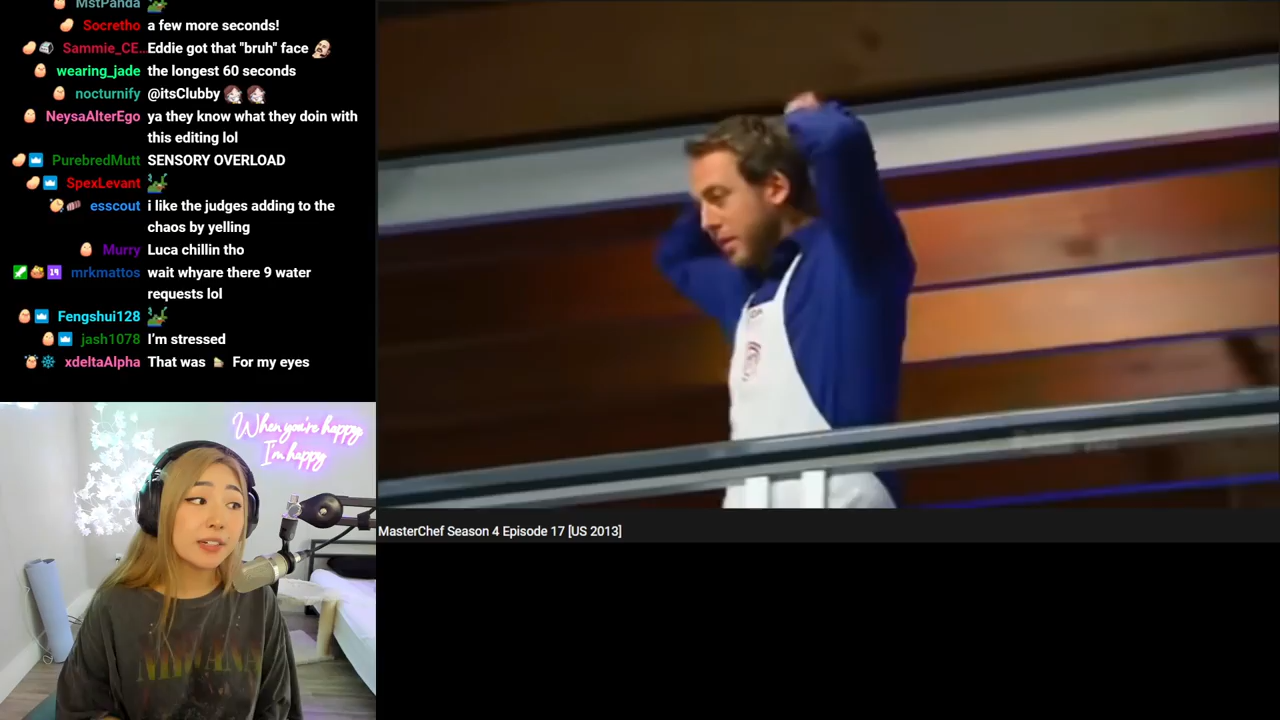 MstPanda
Socretho a few more seconds!
Sammie_CE... Eddie got that "bruh" face
wearing_jade the longest 60 seconds
nocturnify @itsClubby
NeysaAlterEgo ya they know what they doin with
this editing lol
PurebredMutt SENSORY OVERLOAD
SpexLevant
esscout i like the judges adding to the
chaos by yelling
Murry Luca chillin tho
mrkmattos wait whyare there 9 water
requests lol
Fengshui128
jash1078 I'm stressed
xdeltaAlpha That was For my eyes
When you're happy
I'm happy
NIRVANA
MasterChef Season 4 Episode 17 [US 2013]